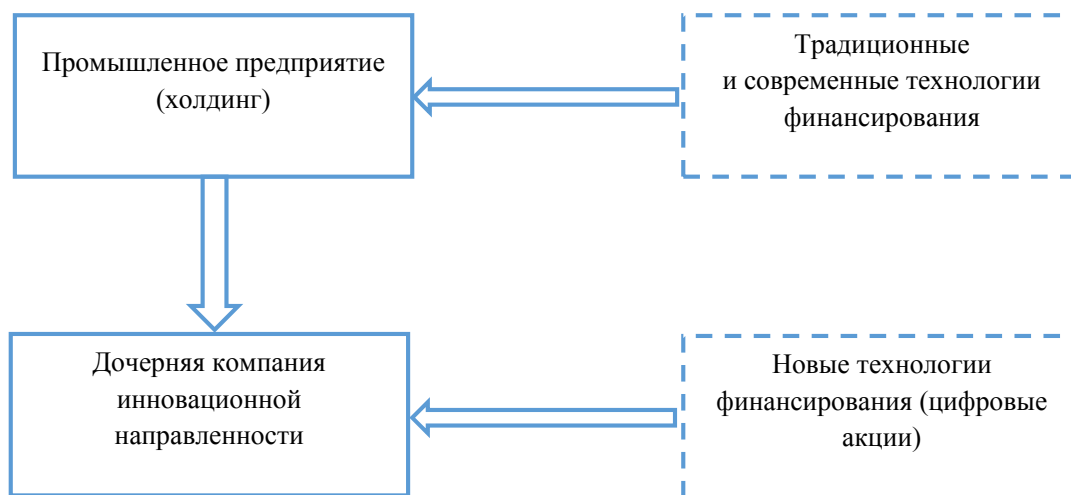 Промышленное предприятие
(холдинг)
Традиционные
и современные технологии
финансирования
Дочерняя компания
инновационной
направленности
Новые технологии
финансирования (цифровые
акции)